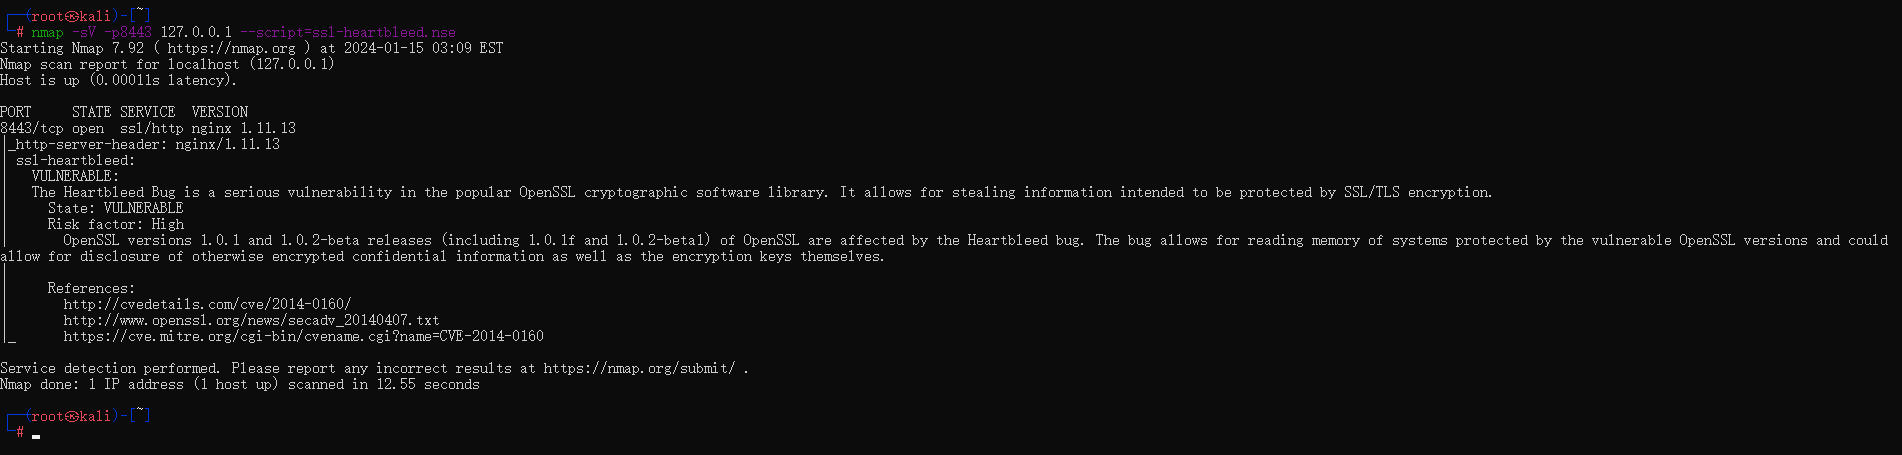 ┌──(root㉿kali)-[~]
└─# nmap -sV -p8443 127.0.0.1 --script=ssl-heartbleed.nse
Starting Nmap 7.92 ( https://nmap.org ) at 2024-01-15 03:09 EST
Nmap scan report for localhost (127.0.0.1)
Host is up (0.00011s latency).
PORT     STATE SERVICE  VERSION
8443/tcp open  ssl/http nginx 1.11.13
|_http-server-header: nginx/1.11.13
| ssl-heartbleed:
|   VULNERABLE:
|   The Heartbleed Bug is a serious vulnerability in the popular OpenSSL cryptographic software library. It allows for stealing information intended to be protected by SSL/TLS encryption.
|     State: VULNERABLE
|     Risk factor: High
|       OpenSSL versions 1.0.1 and 1.0.2-beta releases (including 1.0.1f and 1.0.2-beta1) of OpenSSL are affected by the Heartbleed bug. The bug allows for reading memory of systems protected by the vulnerable OpenSSL versions and could
allow for disclosure of otherwise encrypted confidential information as well as the encryption keys themselves.
|
|     References:
|       http://cvedetails.com/cve/2014-0160/
|       http://www.openssl.org/news/secadv_20140407.txt
|_      https://cve.mitre.org/cgi-bin/cvename.cgi?name=CVE-2014-0160
Service detection performed. Please report any incorrect results at https://nmap.org/submit/ .
Nmap done: 1 IP address (1 host up) scanned in 12.55 seconds
┌──(root㉿kali)-[~]
└─#